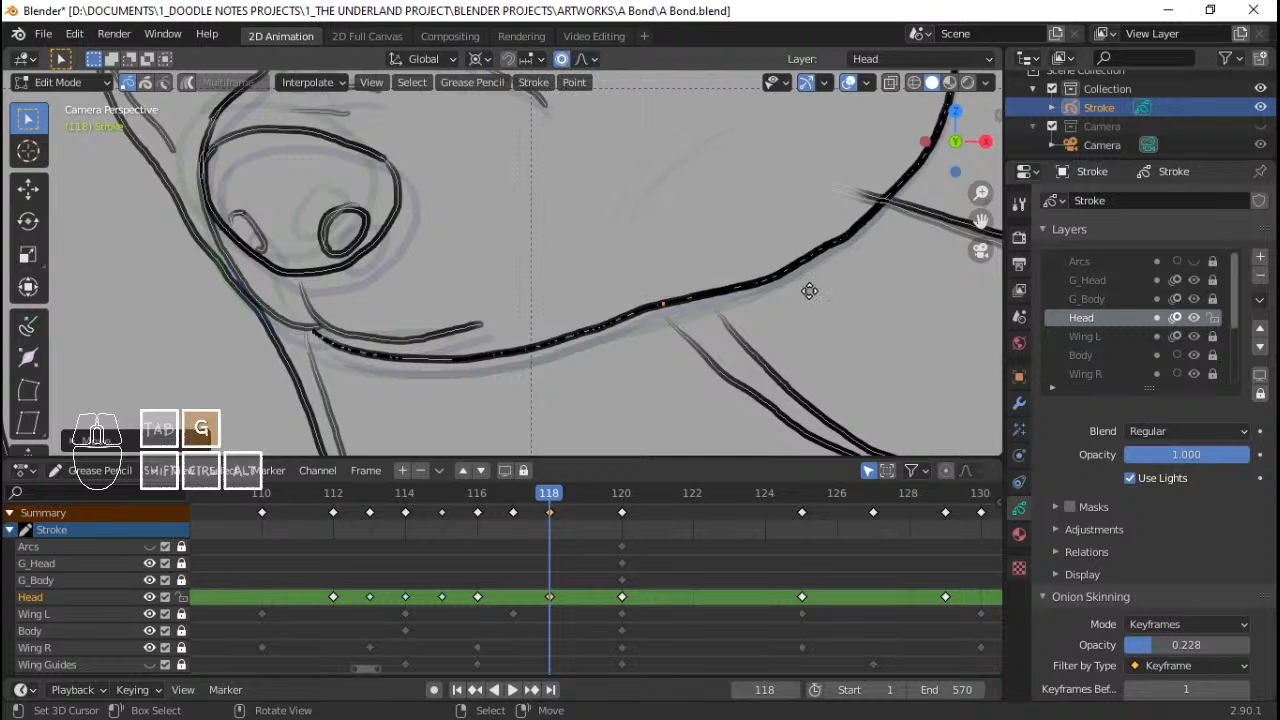 Blender* [D:\DOCUMENTS\1_DOODLE NOTES PROJECTS\1_THE UNDERLAND PROJECT\BLENDER PROJECTS\ARTWORKS\A Bond\A Bond.blend]
File Edit Render Window Help 2D Animation 2D Full Canvas Compositing Rendering Video Editing + Scene View Layer
Global Layer: Head
Edit Mode Multiframe Interpolate View Select Grease Pencil Stroke Point
Camera Perspective
(118) Stroke
Z
X
Y
Scene Collection
Collection
Stroke
Camera
Camera
Stroke Stroke
Stroke
Layers
Arcs
G_Head
G_Body
Head
Wing L
Body
Wing R
Blend Regular
Opacity 1.000
Use Lights
Masks
Adjustments
Relations
Display
Onion Skinning
Mode Keyframes
Opacity 0.228
Filter by Type Keyframe
Keyframes Bef... 1
TAB G
SHIFT CTRL ALT
Grease Pencil Marker Channel Frame
110 112 114 116 118 120 122 124 126 128 130
Summary
Stroke
Arcs
G_Head
G_Body
Head
Wing L
Body
Wing R
Wing Guides
Playback Keying View Marker 118 Start 1 End 570
Set 3D Cursor Box Select Rotate View Select Move 2.90.1